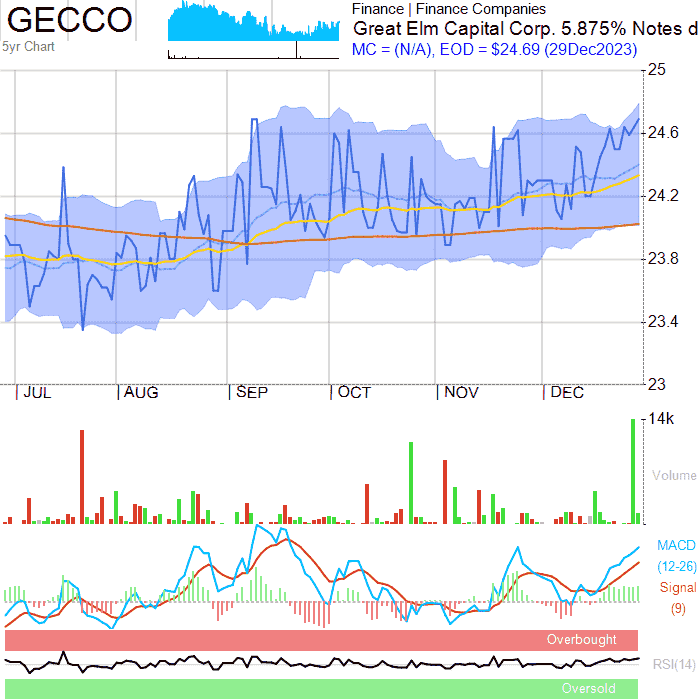 GECCO
5yr Chart
Finance | Finance Companies
Great Elm Capital Corp. 5.875% Notes d
MC = (N/A), EOD = $24.69 (29Dec2023)
25
24.6
24.2
23.8
23.4
23
JUL AUG SEP OCT NOV DEC
14k
Volume
MACD
(12-26)
Signal
(9)
Overbought
RSI(14)
Oversold